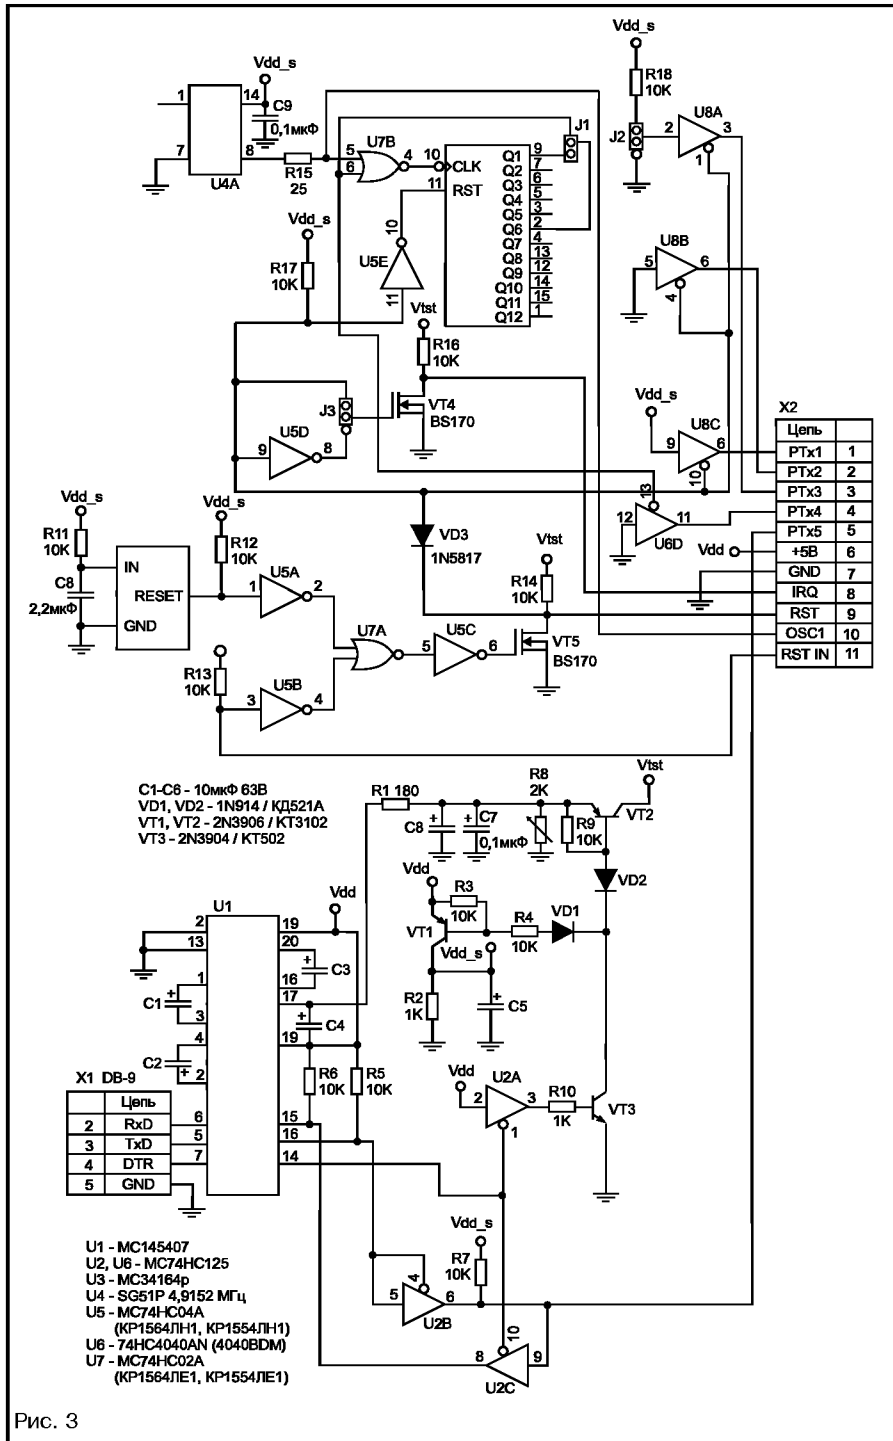 Vdd_s
1
14
C9
0,1мкФ
7
8
U4A
R15
25
U7B
5
6
4
10
CLK
11
RST
J1
9
Q1
7
Q2
6
Q3
5
Q4
3
Q5
2
Q6
4
Q7
13
Q8
12
Q9
14
Q10
15
Q11
1
Q12
Vdd_s
R18
10K
J2
2
U8A
3
1
Vdd_s
R17
10K
10
U5E
11
U8B
5
6
4
Vtst
R16
10K
J3
VT4
BS170
U5D
9
8
Vdd_s
U8C
9
6
10
13
12
11
U6D
X2
Цепь
PTx1 1
PTx2 2
PTx3 3
PTx4 4
PTx5 5
Vdd
+5В 6
GND 7
IRQ 8
RST 9
OSC1 10
RST IN 11
VD3
1N5817
Vdd_s
R11
10K
C8
2,2мкФ
IN
RESET
GND
Vdd_s
R12
10K
U5A
1
2
U7A
U5C
5
6
Vtst
R14
10K
VT5
BS170
R13
10K
U5B
3
4
C1-C6 - 10мкФ 63В
VD1, VD2 - 1N914 / КД521А
VT1, VT2 - 2N3906 / КТ3102
VT3 - 2N3904 / КТ502
R1 180
C8
C7
0,1мкФ
R8
2K
R9
10K
Vtst
VT2
VD2
Vdd
R3
10K
VT1
R4
10K
VD1
Vdd_s
R2
1K
C5
U1
Vdd
2
13
1
C1
3
4
C2
2
6
5
7
19
20
C3
16
17
C4
19
R6
10K
R5
10K
15
16
14
X1 DB-9
Цепь
2 RxD
3 TxD
4 DTR
5 GND
Vdd
U2A
2
3
1
R10
1K
VT3
U1 - MC145407
U2, U6 - MC74HC125
U3 - MC34164p
U4 - SG51P 4,9152 МГц
U5 - MC74HC04A
(КР1564ЛН1, КР1554ЛН1)
U6 - 74HC4040AN (4040BDM)
U7 - MC74HC02A
(КР1564ЛЕ1, КР1554ЛЕ1)
Vdd_s
R7
10K
4
5
6
U2B
10
8
9
U2C
Рис. 3